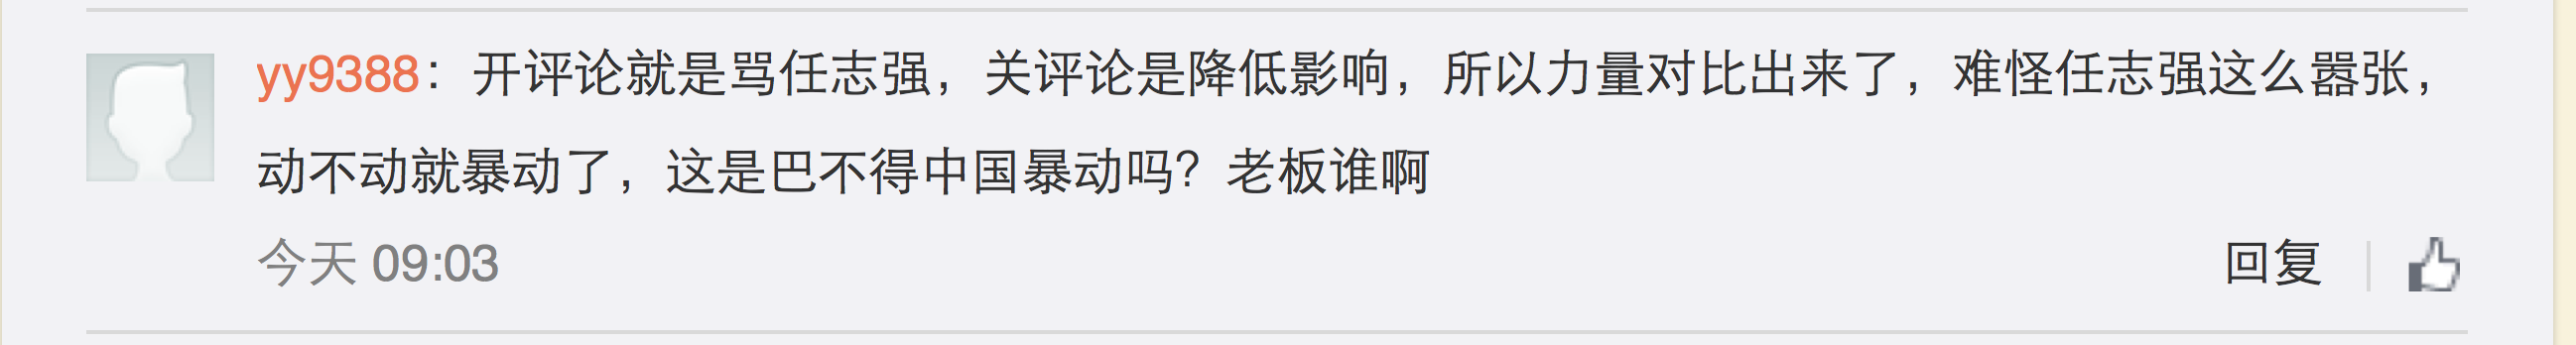 yy9388：开评论就是骂任志强，关评论是降低影响，所以力量对比出来了，难怪任志强这么嚣张，
动不动就暴动了，这是巴不得中国暴动吗？老板谁啊
今天 09:03 回复